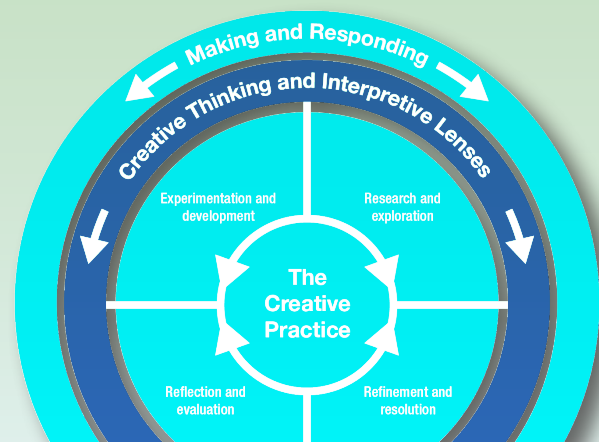 Making and Responding
Creative Thinking and Interpretive Lenses
Experimentation and
development
Research and
exploration
The
Creative
Practice
Reflection and
evaluation
Refinement and
resolution